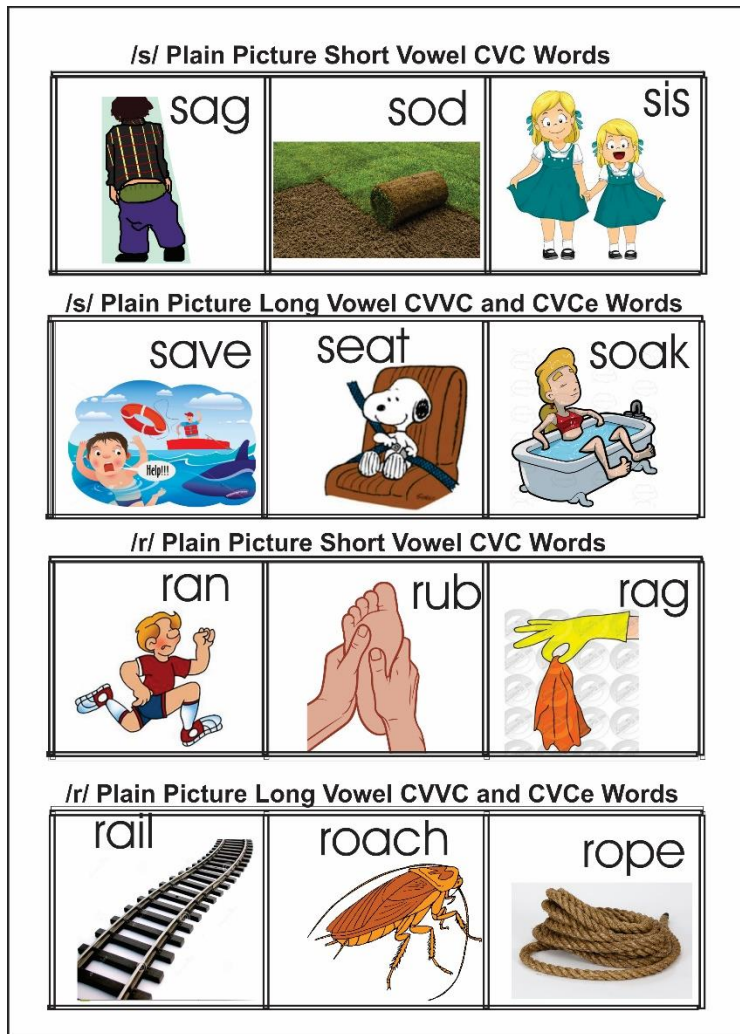 /s/ Plain Picture Short Vowel CVC Words
sag
sod
sis
/s/ Plain Picture Long Vowel CVVC and CVCe Words
save
seat
soak
Help!!!
/r/ Plain Picture Short Vowel CVC Words
ran
rub
rag
/r/ Plain Picture Long Vowel CVVC and CVCe Words
rail
roach
rope